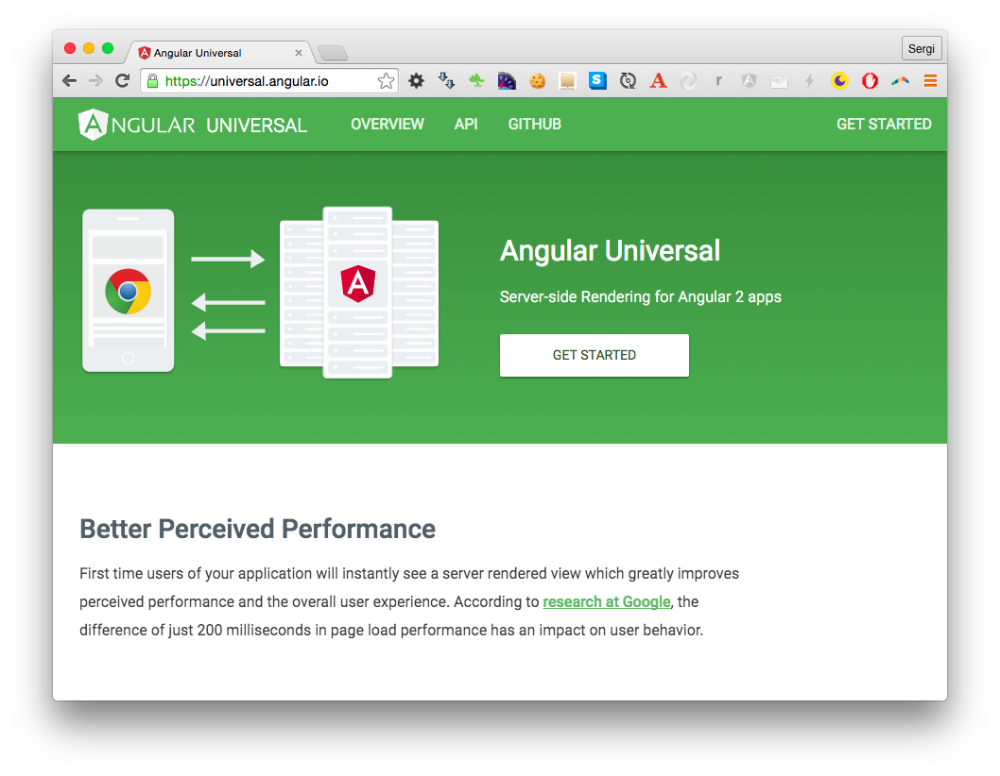 Angular Universal
Sergi
https://universal.angular.io
ANGULAR UNIVERSAL OVERVIEW API GITHUB GET STARTED
Angular Universal
Server-side Rendering for Angular 2 apps
GET STARTED
Better Perceived Performance
First time users of your application will instantly see a server rendered view which greatly improves
perceived performance and the overall user experience. According to research at Google, the
difference of just 200 milliseconds in page load performance has an impact on user behavior.